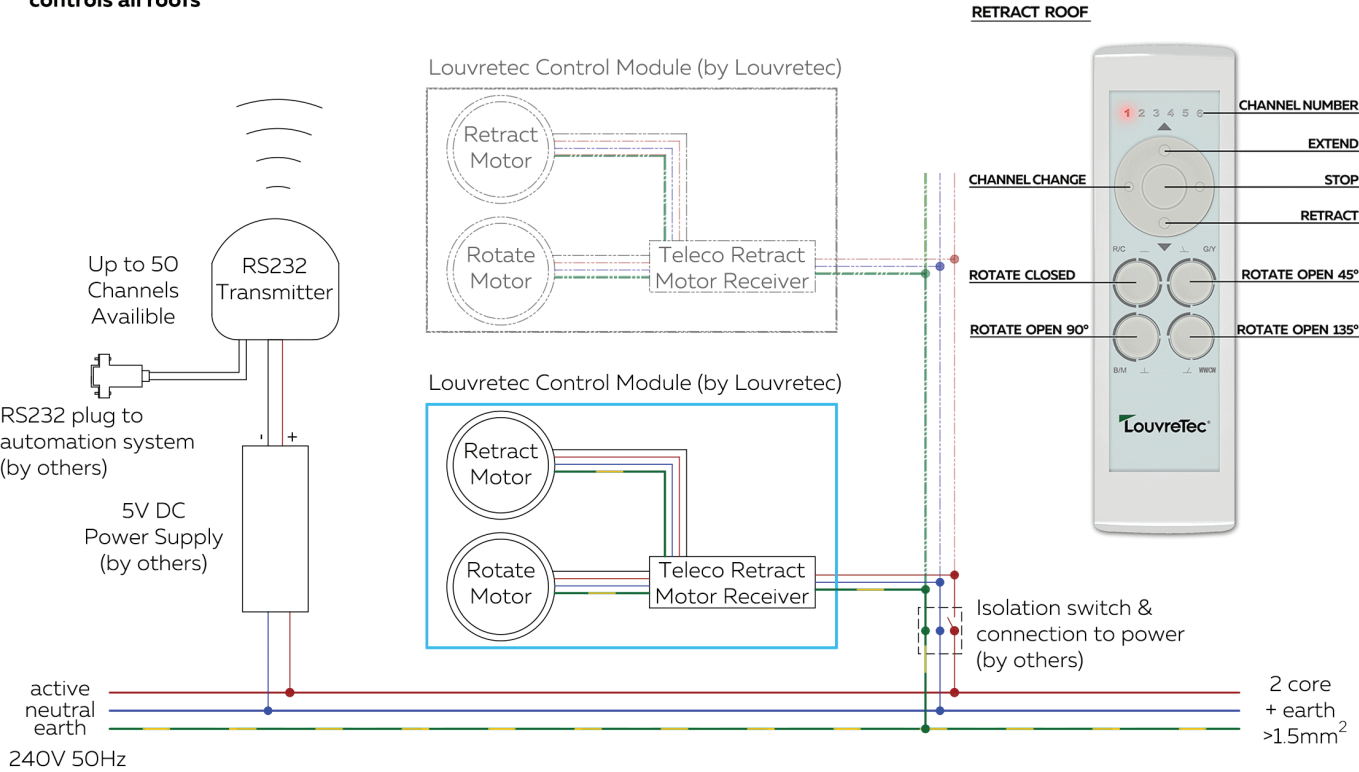 controls all roofs
RETRACT ROOF
Louvretec Control Module (by Louvretec)
Retract
Motor
Rotate
Motor
Teleco Retract
Motor Receiver
1 2 3 4 5 6
CHANNEL NUMBER
EXTEND
CHANNEL CHANGE
STOP
RETRACT
R/C
G/Y
ROTATE CLOSED
ROTATE OPEN 45°
ROTATE OPEN 90°
ROTATE OPEN 135°
B/M
WW/CW
LouvreTec®
Up to 50
Channels
Availible
RS232
Transmitter
RS232 plug to
automation system
(by others)
- +
5V DC
Power Supply
(by others)
Louvretec Control Module (by Louvretec)
Retract
Motor
Rotate
Motor
Teleco Retract
Motor Receiver
Isolation switch &
connection to power
(by others)
active
neutral
earth
240V 50Hz
2 core
+ earth
>1.5mm²